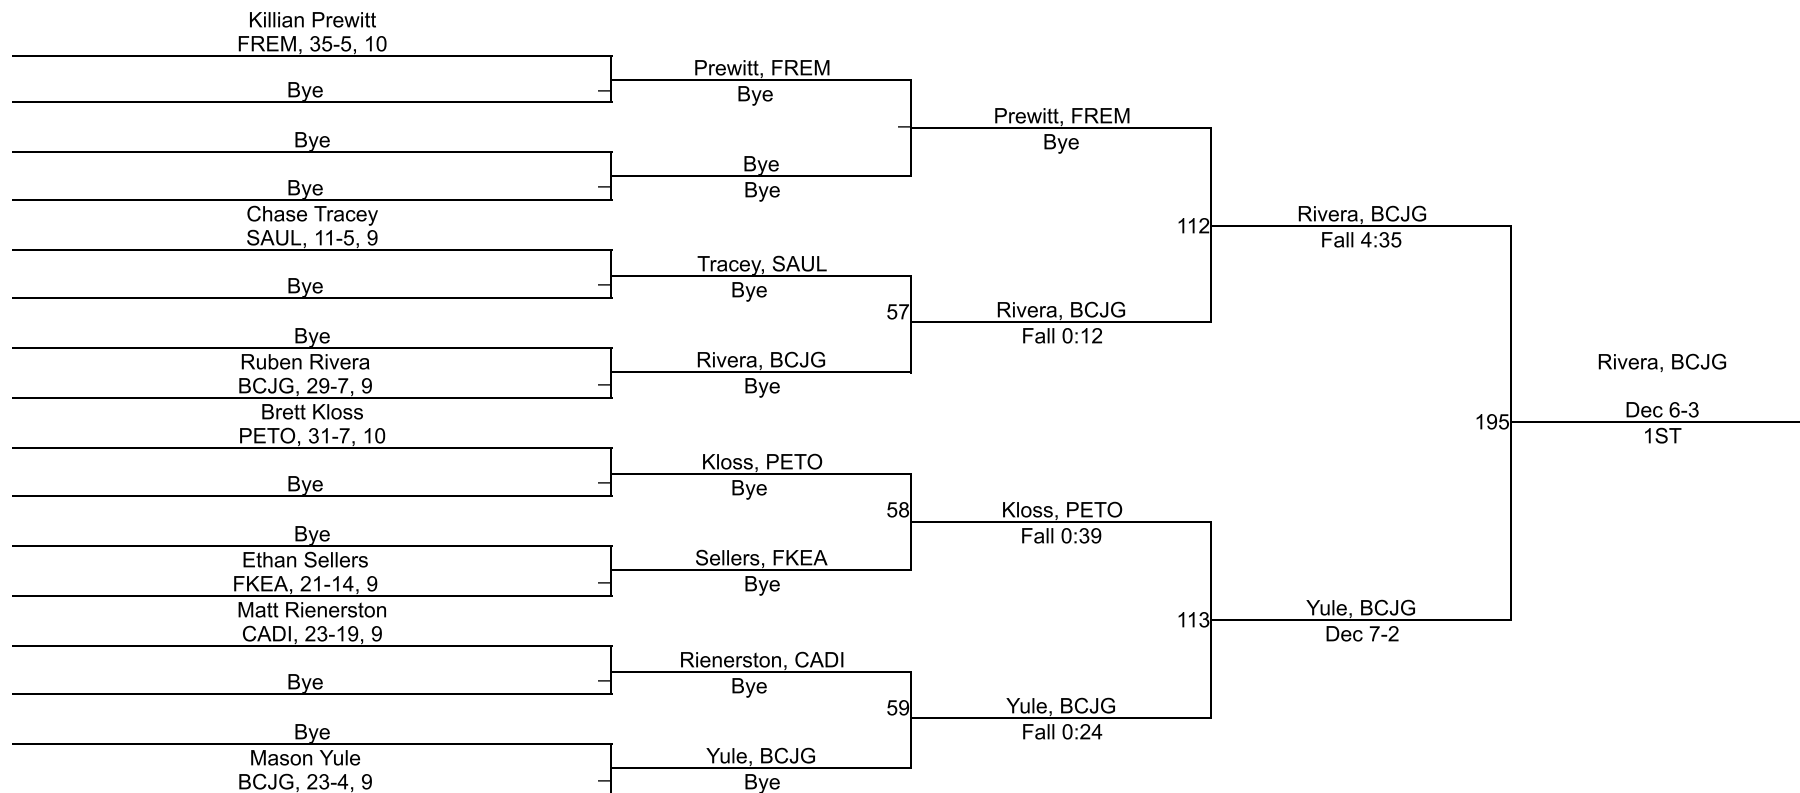 Killian Prewitt
FREM, 35-5, 10
Bye
Bye
Bye
Chase Tracey
SAUL, 11-5, 9
Bye
Bye
Ruben Rivera
BCJG, 29-7, 9
Brett Kloss
PETO, 31-7, 10
Bye
Bye
Ethan Sellers
FKEA, 21-14, 9
Matt Rienerston
CADI, 23-19, 9
Bye
Bye
Mason Yule
BCJG, 23-4, 9
Prewitt, FREM
Bye
Bye
Bye
Tracey, SAUL
Bye
57
Rivera, BCJG
Bye
Kloss, PETO
Bye
58
Sellers, FKEA
Bye
Rienerston, CADI
Bye
59
Yule, BCJG
Bye
Prewitt, FREM
Bye
112
Rivera, BCJG
Fall 0:12
Kloss, PETO
Fall 0:39
113
Yule, BCJG
Fall 0:24
Rivera, BCJG
Fall 4:35
195
Yule, BCJG
Dec 7-2
Rivera, BCJG
Dec 6-3
1ST